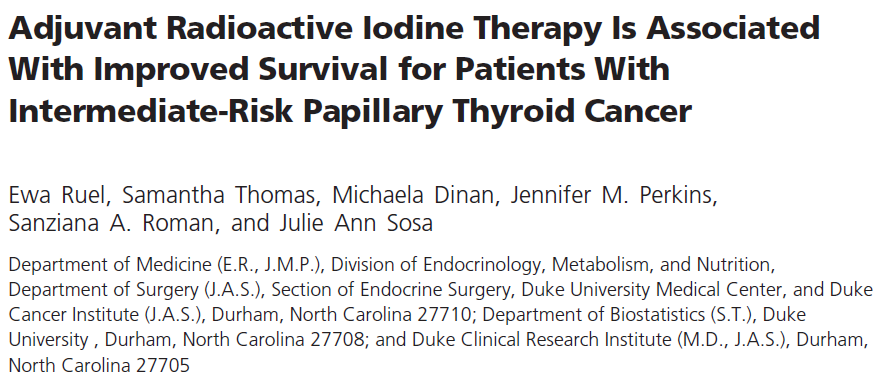 Adjuvant Radioactive Iodine Therapy Is Associated
With Improved Survival for Patients With
Intermediate-Risk Papillary Thyroid Cancer
Ewa Ruel, Samantha Thomas, Michaela Dinan, Jennifer M. Perkins,
Sanziana A. Roman, and Julie Ann Sosa
Department of Medicine (E.R., J.M.P.), Division of Endocrinology, Metabolism, and Nutrition,
Department of Surgery (J.A.S.), Section of Endocrine Surgery, Duke University Medical Center, and Duke
Cancer Institute (J.A.S.), Durham, North Carolina 27710; Department of Biostatistics (S.T.), Duke
University , Durham, North Carolina 27708; and Duke Clinical Research Institute (M.D., J.A.S.), Durham,
North Carolina 27705